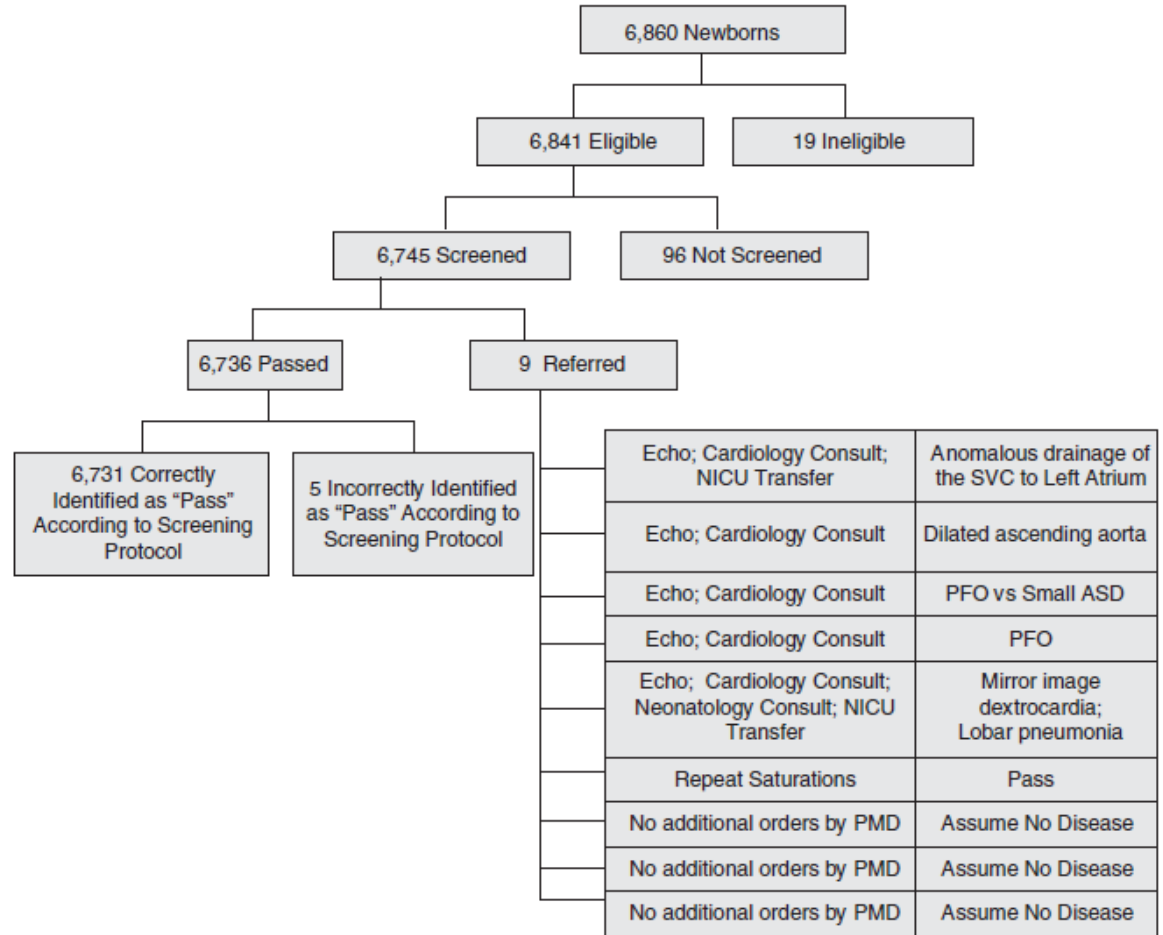 6,860 Newborns
6,841 Eligible
19 Ineligible
6,745 Screened
96 Not Screened
6,736 Passed
9 Referred
6,731 Correctly
Identified as “Pass”
According to Screening
Protocol
5 Incorrectly Identified
as “Pass” According to
Screening Protocol
Echo; Cardiology Consult;
NICU Transfer
Anomalous drainage of
the SVC to Left Atrium
Echo; Cardiology Consult
Dilated ascending aorta
Echo; Cardiology Consult
PFO vs Small ASD
Echo; Cardiology Consult
PFO
Echo; Cardiology Consult;
Neonatology Consult; NICU
Transfer
Mirror image
dextrocardia;
Lobar pneumonia
Repeat Saturations
Pass
No additional orders by PMD
Assume No Disease
No additional orders by PMD
Assume No Disease
No additional orders by PMD
Assume No Disease